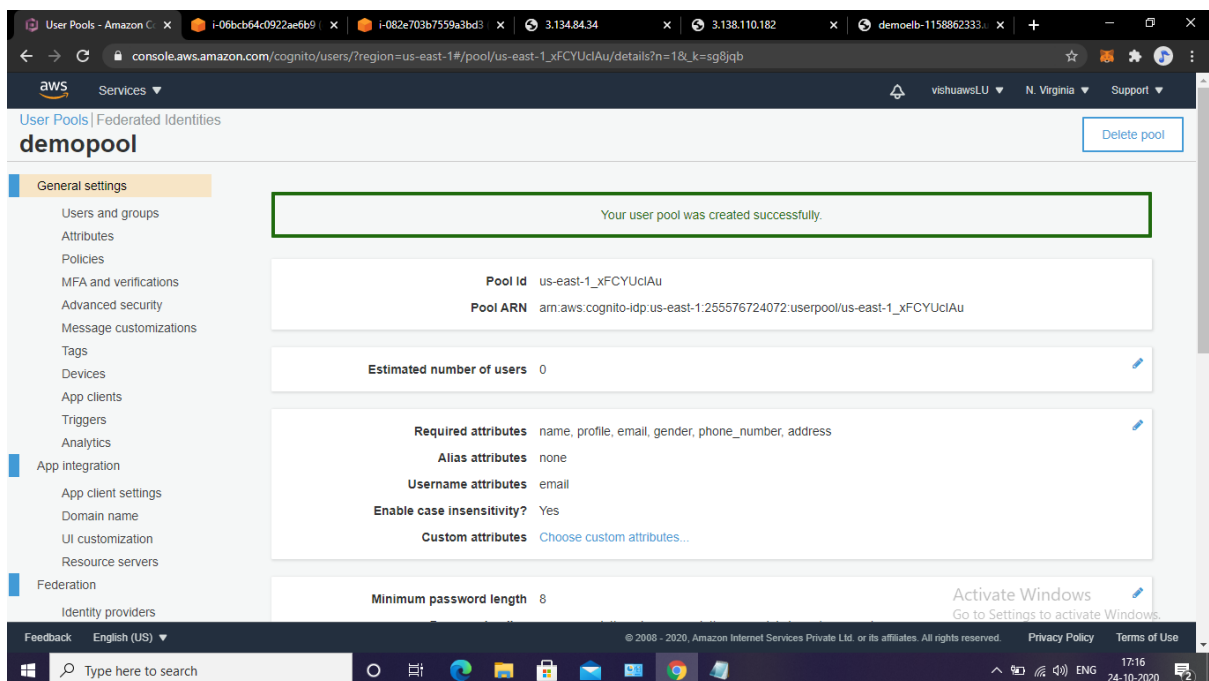 User Pools - Amazon C
i-06bcb64c0922ae6b9 (
i-082e703b7559a3bd3 (
3.134.84.34
3.138.110.182
demoelb-1158862333.u
console.aws.amazon.com/cognito/users/?region=us-east-1#/pool/us-east-1_xFCYUcIAu/details?n=1&_k=sg8jqb
aws Services ▼ vishuawsLU ▼ N. Virginia ▼ Support ▼
User Pools | Federated Identities
demopool
Delete pool
General settings
Users and groups
Attributes
Policies
MFA and verifications
Advanced security
Message customizations
Tags
Devices
App clients
Triggers
Analytics
App integration
App client settings
Domain name
UI customization
Resource servers
Federation
Identity providers
Your user pool was created successfully.
Pool Id us-east-1_xFCYUcIAu
Pool ARN arn:aws:cognito-idp:us-east-1:255576724072:userpool/us-east-1_xFCYUcIAu
Estimated number of users 0
Required attributes name, profile, email, gender, phone_number, address
Alias attributes none
Username attributes email
Enable case insensitivity? Yes
Custom attributes Choose custom attributes...
Minimum password length 8
Activate Windows
Go to Settings to activate Windows.
Feedback English (US) ▼ © 2008 - 2020, Amazon Internet Services Private Ltd. or its affiliates. All rights reserved. Privacy Policy Terms of Use
Type here to search
ENG
17:16
24-10-2020
2